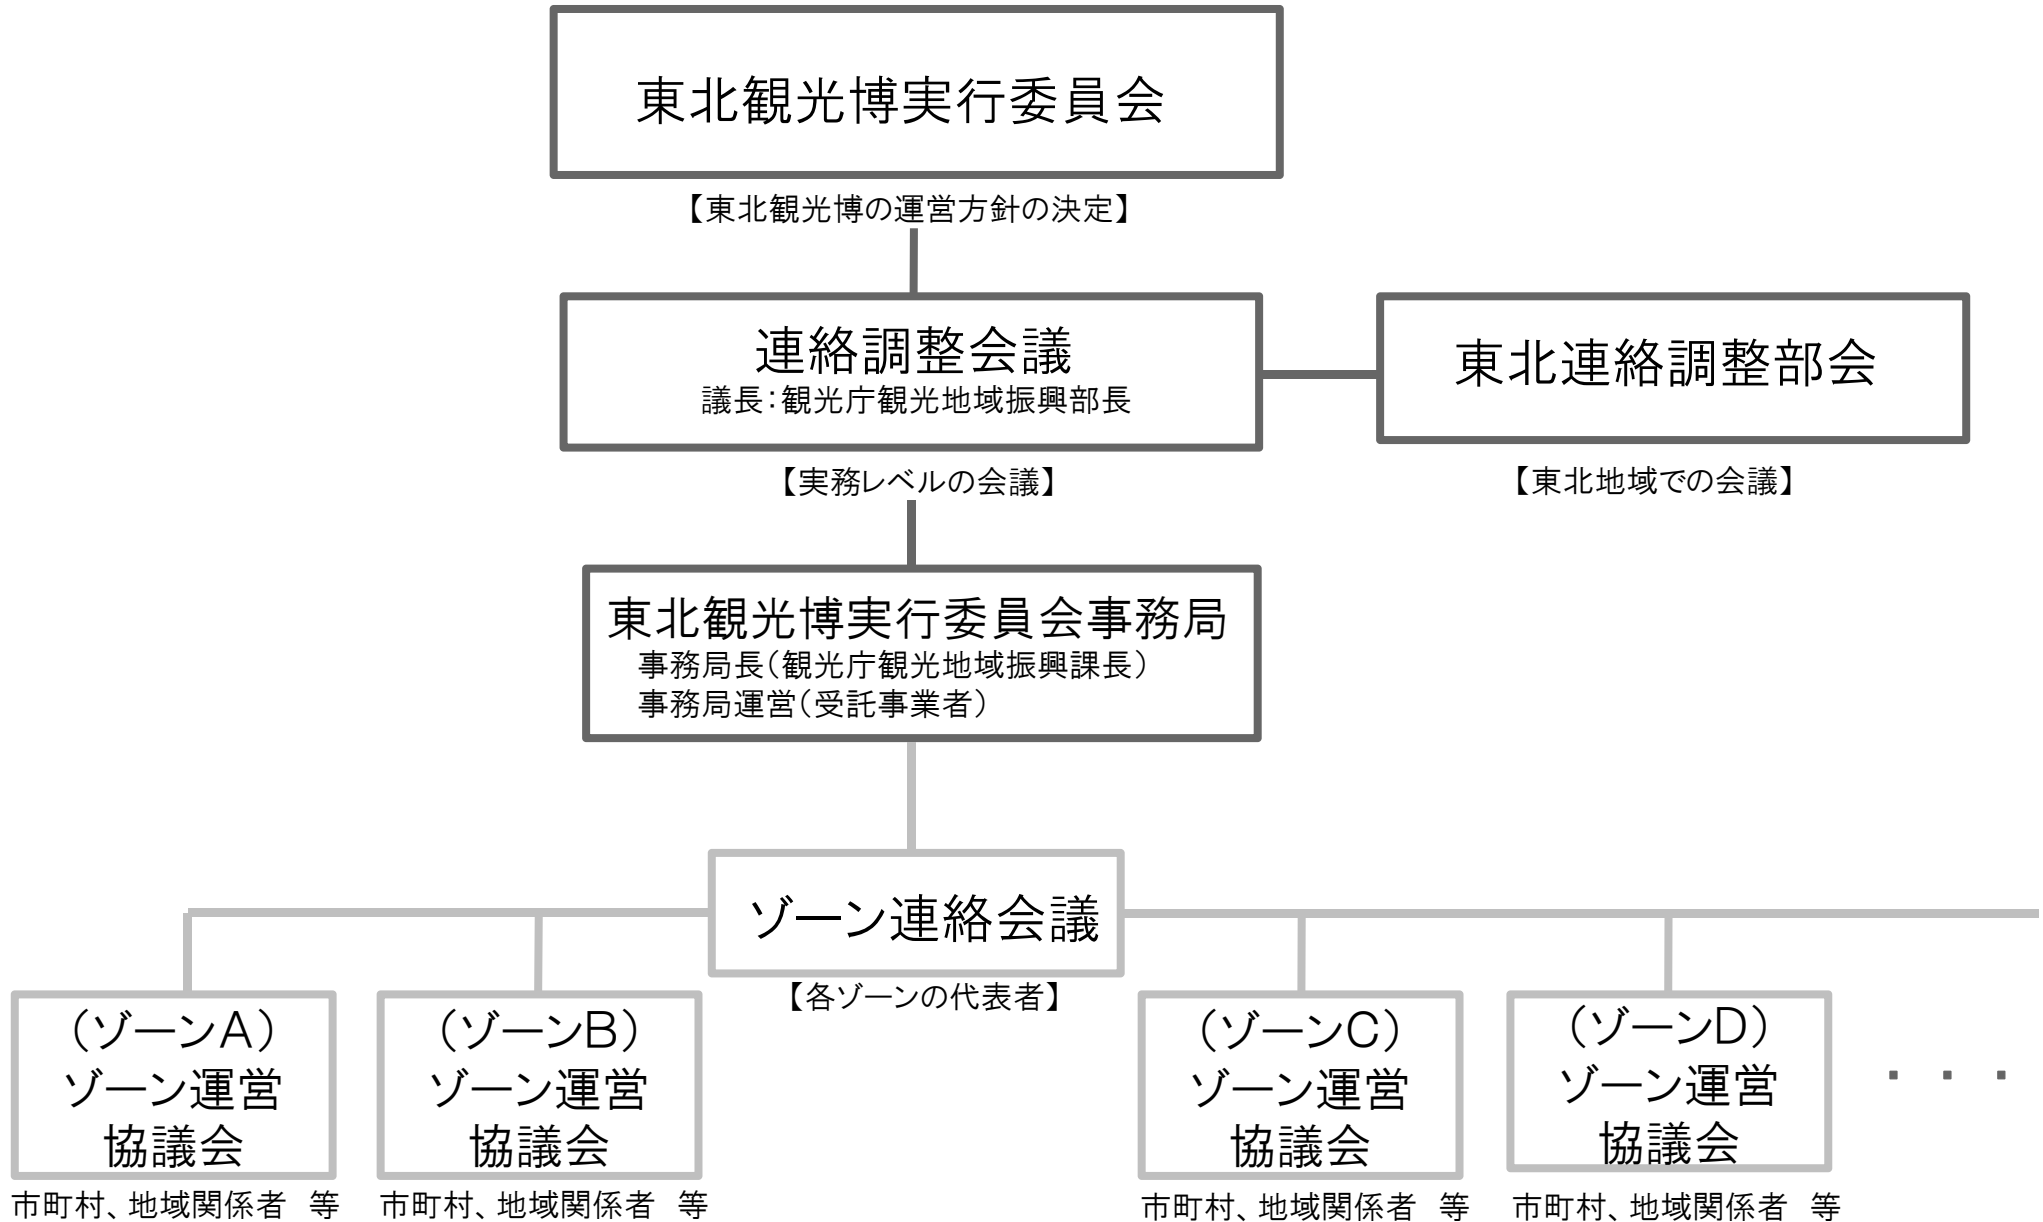 東北観光博実行委員会
【東北観光博の運営方針の決定】
連絡調整会議
議長：観光庁観光地域振興部長
【実務レベルの会議】
東北連絡調整部会
【東北地域での会議】
東北観光博実行委員会事務局
事務局長（観光庁観光地域振興課長）
事務局運営（受託事業者）
ゾーン連絡会議
【各ゾーンの代表者】
（ゾーンA）
ゾーン運営
協議会
市町村、地域関係者　等
（ゾーンB）
ゾーン運営
協議会
市町村、地域関係者　等
（ゾーンC）
ゾーン運営
協議会
市町村、地域関係者　等
（ゾーンD）
ゾーン運営
協議会
市町村、地域関係者　等
・・・